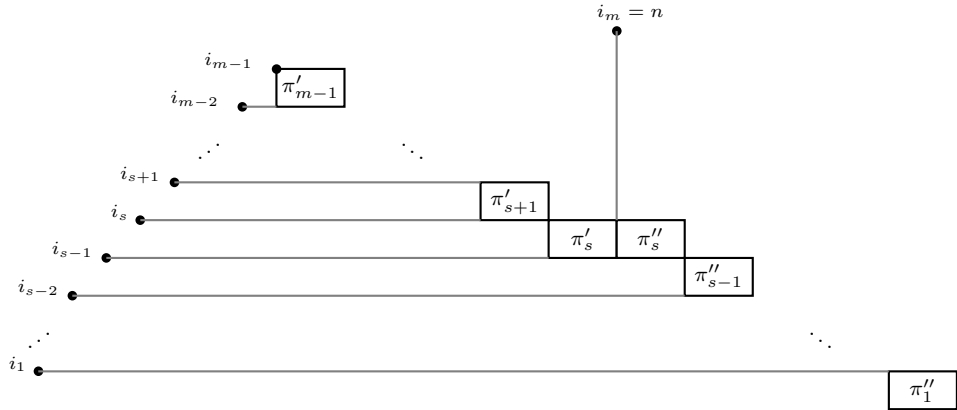 i_m = n
i_{m−1}
π′_{m−1}
i_{m−2}
⋰ ⋱
i_{s+1}
π′_{s+1}
i_s
π′_s π″_s
i_{s−1}
π″_{s−1}
i_{s−2}
⋰ ⋱
i_1
π″_1